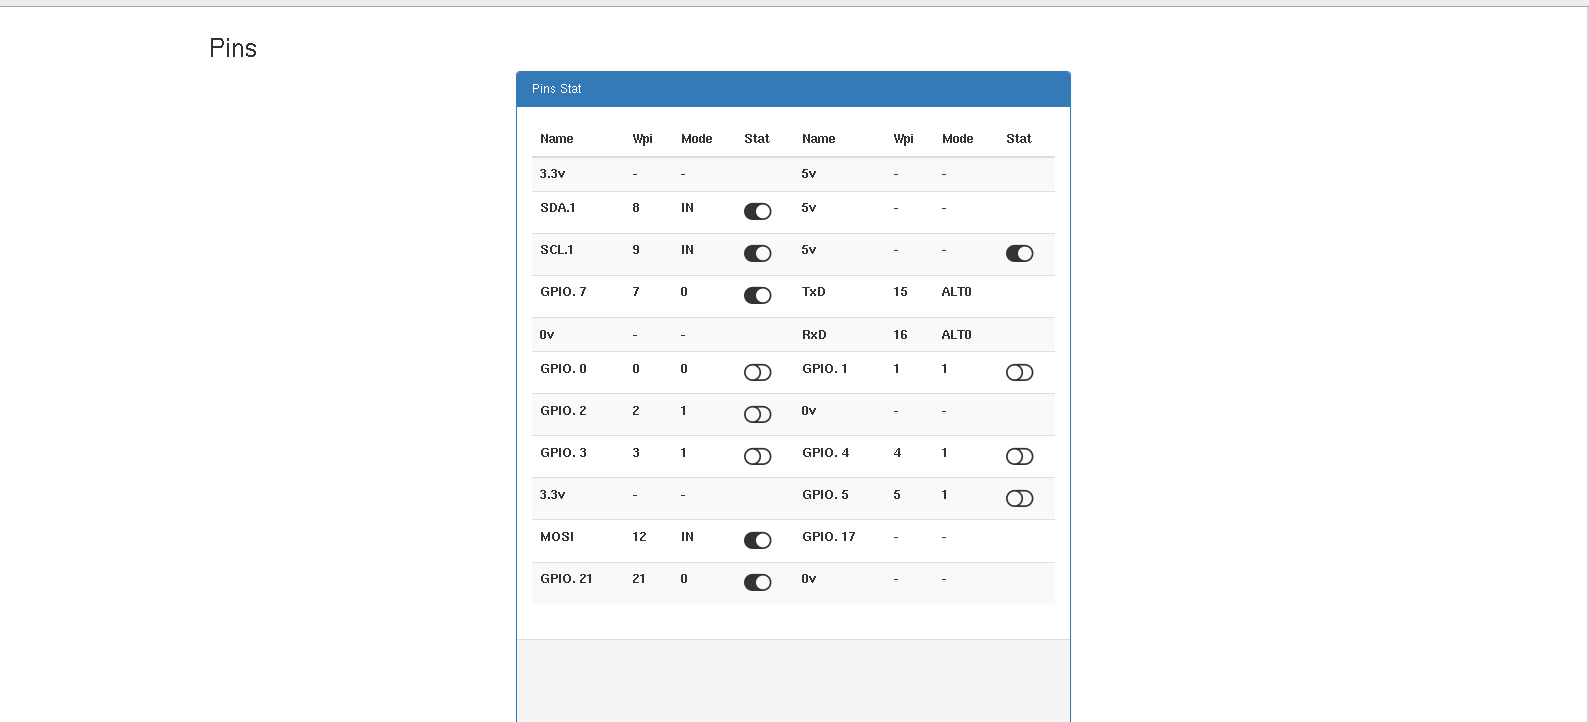 Pins
Pins Stat
Name Wpi Mode Stat Name Wpi Mode Stat
3.3v - - 5v - -
SDA.1 8 IN 5v - -
SCL.1 9 IN 5v - -
GPIO. 7 7 0 TxD 15 ALT0
0v - - RxD 16 ALT0
GPIO. 0 0 0 GPIO. 1 1 1
GPIO. 2 2 1 0v - -
GPIO. 3 3 1 GPIO. 4 4 1
3.3v - - GPIO. 5 5 1
MOSI 12 IN GPIO. 17 - -
GPIO. 21 21 0 0v - -